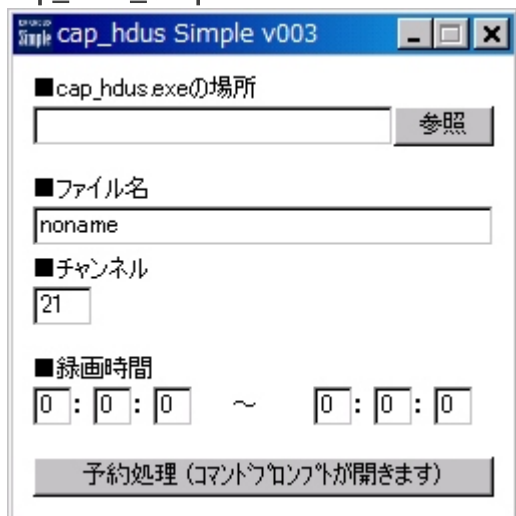 cap_hdus Simple v003
■cap_hdus.exeの場所
参照
■ファイル名
noname
■チャンネル
21
■録画時間
0 : 0 : 0 ～ 0 : 0 : 0
予約処理 (コマンドプロンプトが開きます)